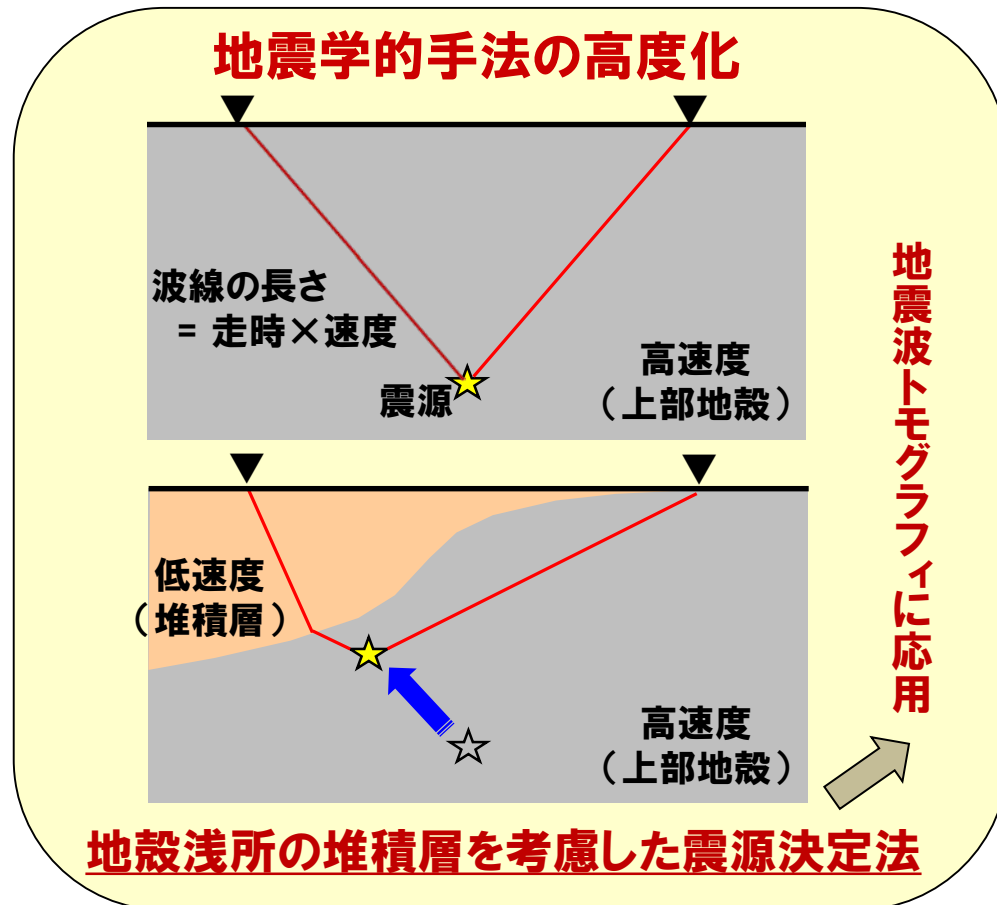 地震学的手法の高度化
波線の長さ
= 走時×速度
震源
高速度
（上部地殻）
低速度
（堆積層）
高速度
（上部地殻）
地殻浅所の堆積層を考慮した震源決定法
地震波トモグラフィに応用